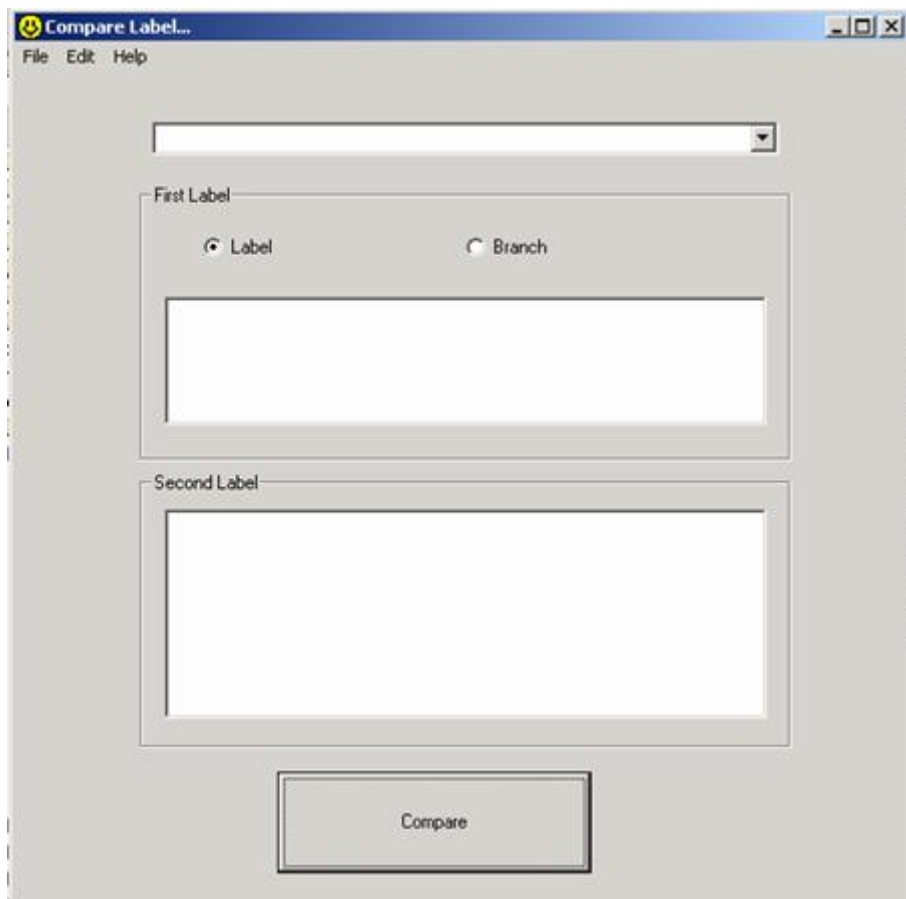 Compare Label...
File Edit Help
First Label
Label Branch
Second Label
Compare